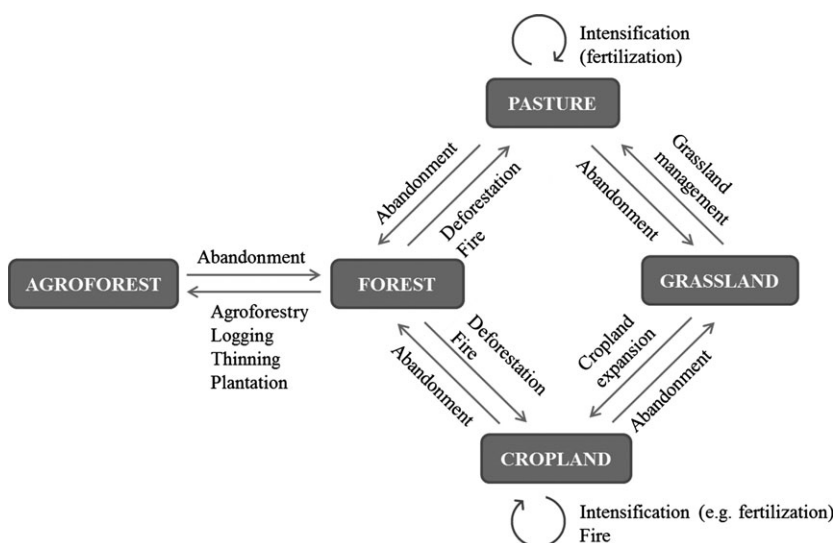 Intensification
(fertilization)
PASTURE
Abandonment
Deforestation
Fire
Abandonment
Grassland
management
AGROFOREST
Abandonment
Agroforestry
Logging
Thinning
Plantation
FOREST
GRASSLAND
Deforestation
Fire
Abandonment
Cropland
expansion
Abandonment
CROPLAND
Intensification (e.g. fertilization)
Fire